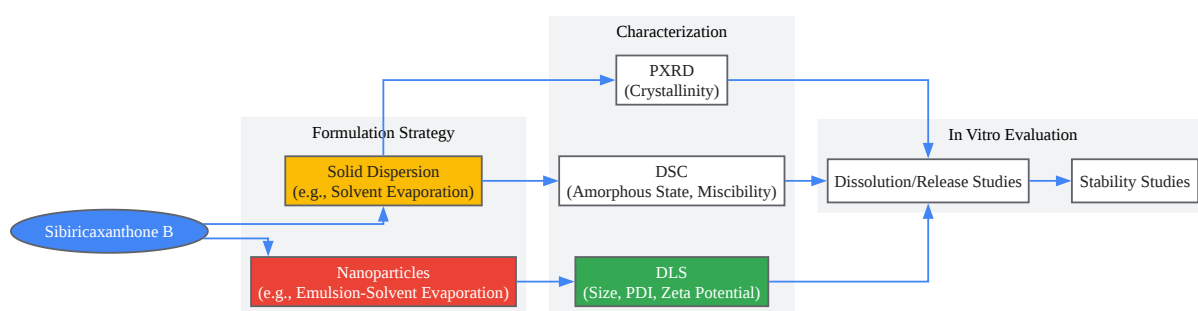 Characterization
PXRD
(Crystallinity)
Formulation Strategy
In Vitro Evaluation
Solid Dispersion
(e.g., Solvent Evaporation)
DSC
(Amorphous State, Miscibility)
Dissolution/Release Studies
Stability Studies
Sibiricaxanthone B
Nanoparticles
(e.g., Emulsion-Solvent Evaporation)
DLS
(Size, PDI, Zeta Potential)